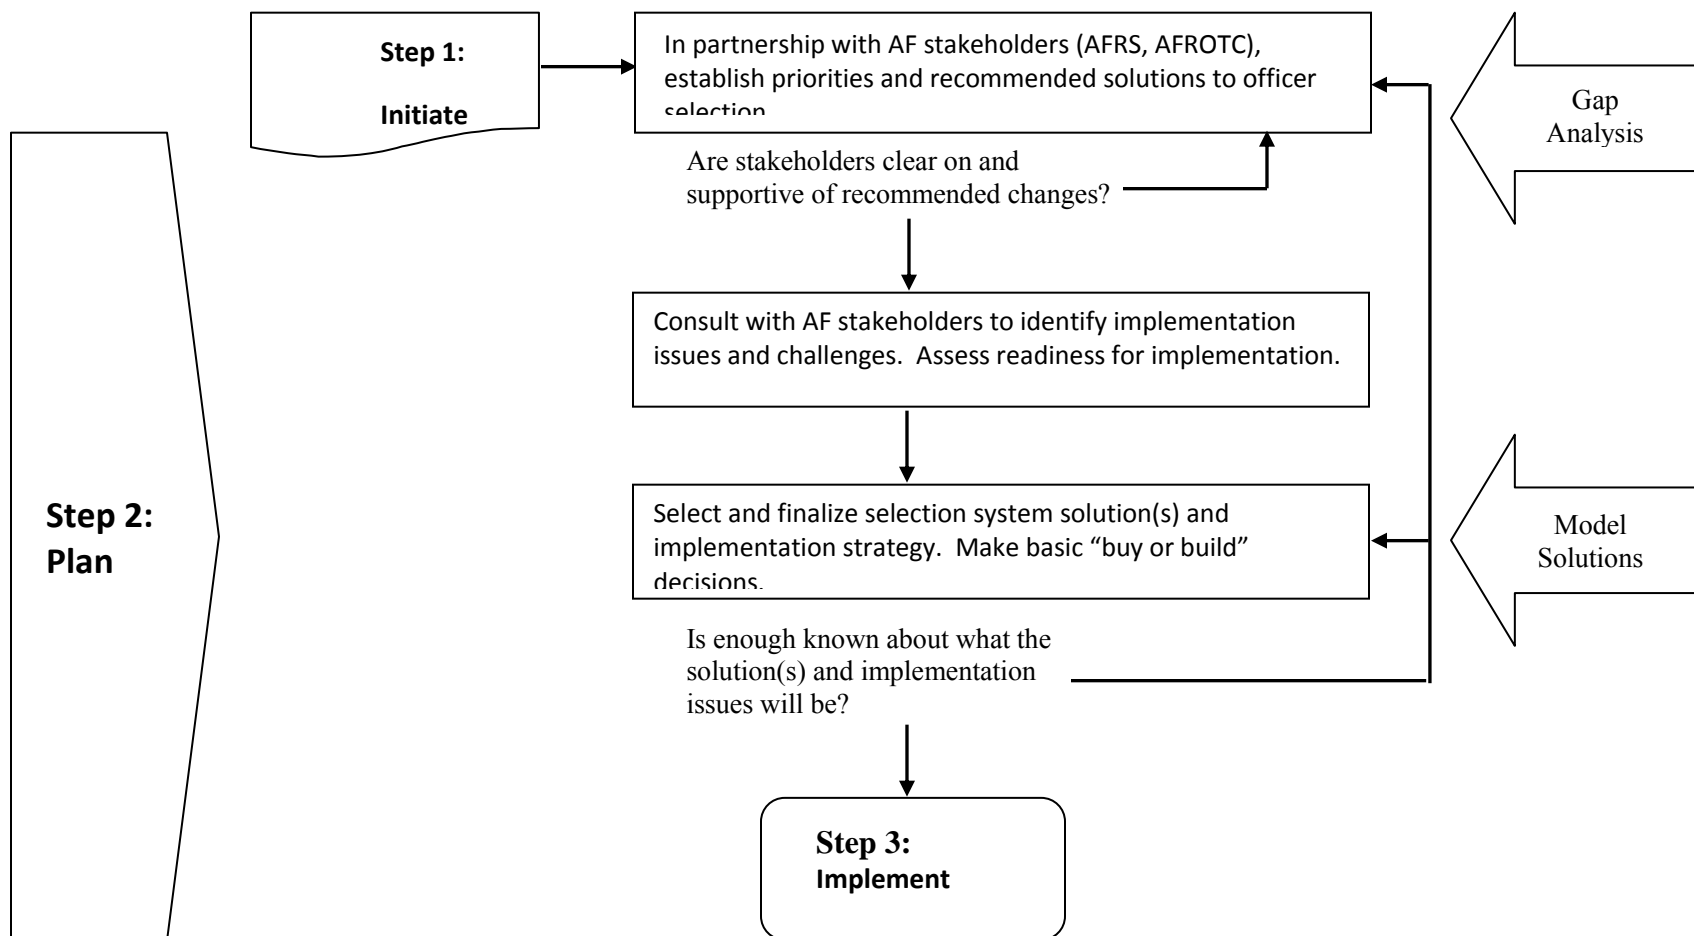 Step 1:
Initiate
In partnership with AF stakeholders (AFRS, AFROTC),
establish priorities and recommended solutions to officer
selection
Gap
Analysis
Are stakeholders clear on and
supportive of recommended changes?
Consult with AF stakeholders to identify implementation
issues and challenges.  Assess readiness for implementation.
Step 2:
Plan
Select and finalize selection system solution(s) and
implementation strategy.  Make basic “buy or build”
decisions.
Model
Solutions
Is enough known about what the
solution(s) and implementation
issues will be?
Step 3:
Implement